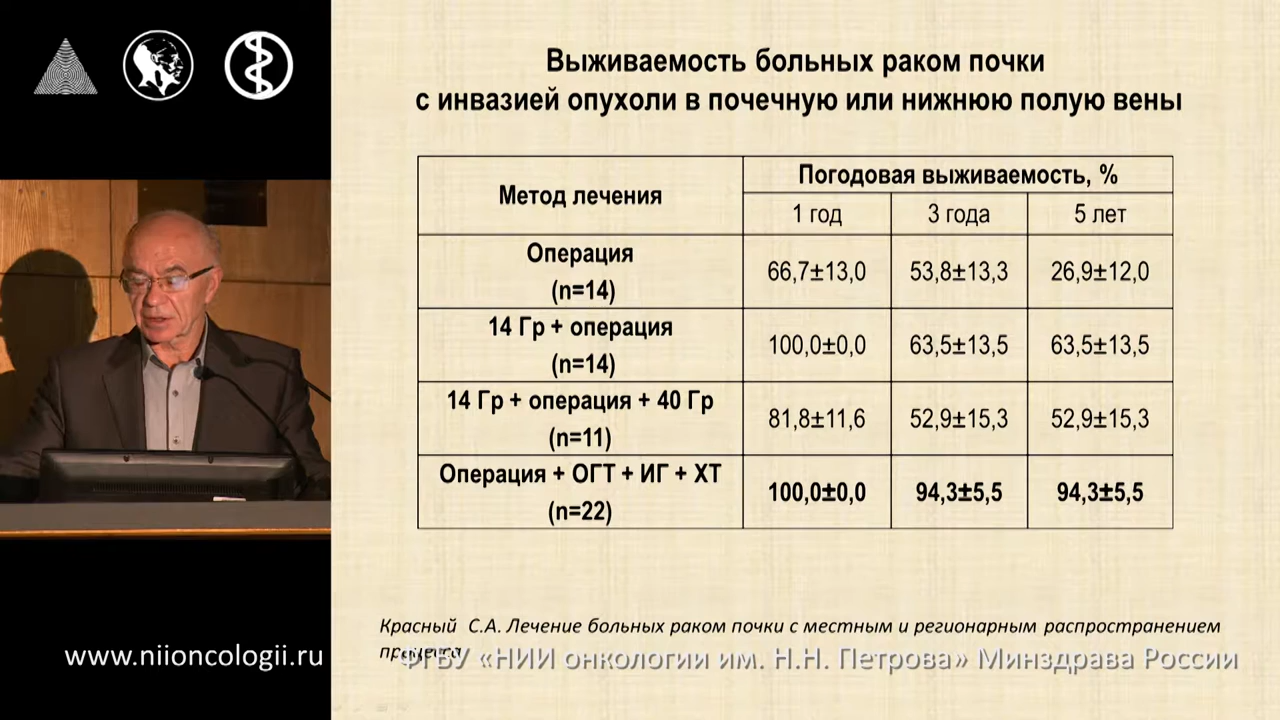 Выживаемость больных раком почки
с инвазией опухоли в почечную или нижнюю полую вены
Метод лечения
Погодовая выживаемость, %
1 год
3 года
5 лет
Операция
(n=14)
66,7±13,0
53,8±13,3
26,9±12,0
14 Гр + операция
(n=14)
100,0±0,0
63,5±13,5
63,5±13,5
14 Гр + операция + 40 Гр
(n=11)
81,8±11,6
52,9±15,3
52,9±15,3
Операция + ОГТ + ИГ + ХТ
(n=22)
100,0±0,0
94,3±5,5
94,3±5,5
Красный С.А. Лечение больных раком почки с местным и регионарным распространением
процесса
www.niioncologii.ru
ФГБУ «НИИ онкологии им. Н.Н. Петрова» Минздрава России